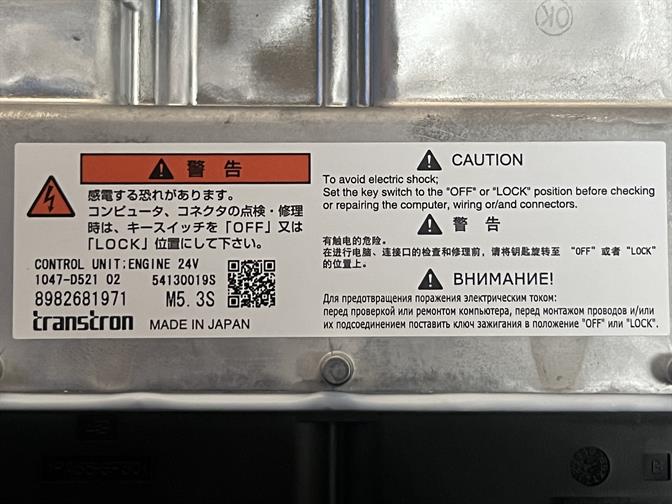 OK
警告
感電する恐れがあります。
コンピュータ、コネクタの点検・修理
時は、キースイッチを「OFF」又は
「LOCK」位置にして下さい。
CONTROL UNIT;ENGINE 24V
1047-D521 02 54130019S
8982681971 M5.3S
transtron MADE IN JAPAN
CAUTION
To avoid electric shock;
Set the key switch to the "OFF" or "LOCK" position before checking
or repairing the computer, wiring or/and connectors.
警告
有触电的危险。
在进行电脑、连接口的检查和修理前，请将钥匙旋转至 "OFF" 或者 "LOCK"
的位置上。
ВНИМАНИЕ!
Для предотвращения поражения электрическим током:
перед проверкой или ремонтом компьютера, перед монтажом проводов и/или
их подсоединением поставить ключ зажигания в положение "OFF" или "LOCK".